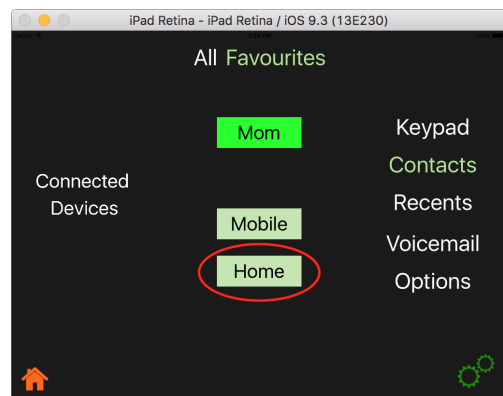 iPad Retina - iPad Retina / iOS 9.3 (13E230)
All Favourites
Mom
Connected
Devices
Mobile
Home
Keypad
Contacts
Recents
Voicemail
Options